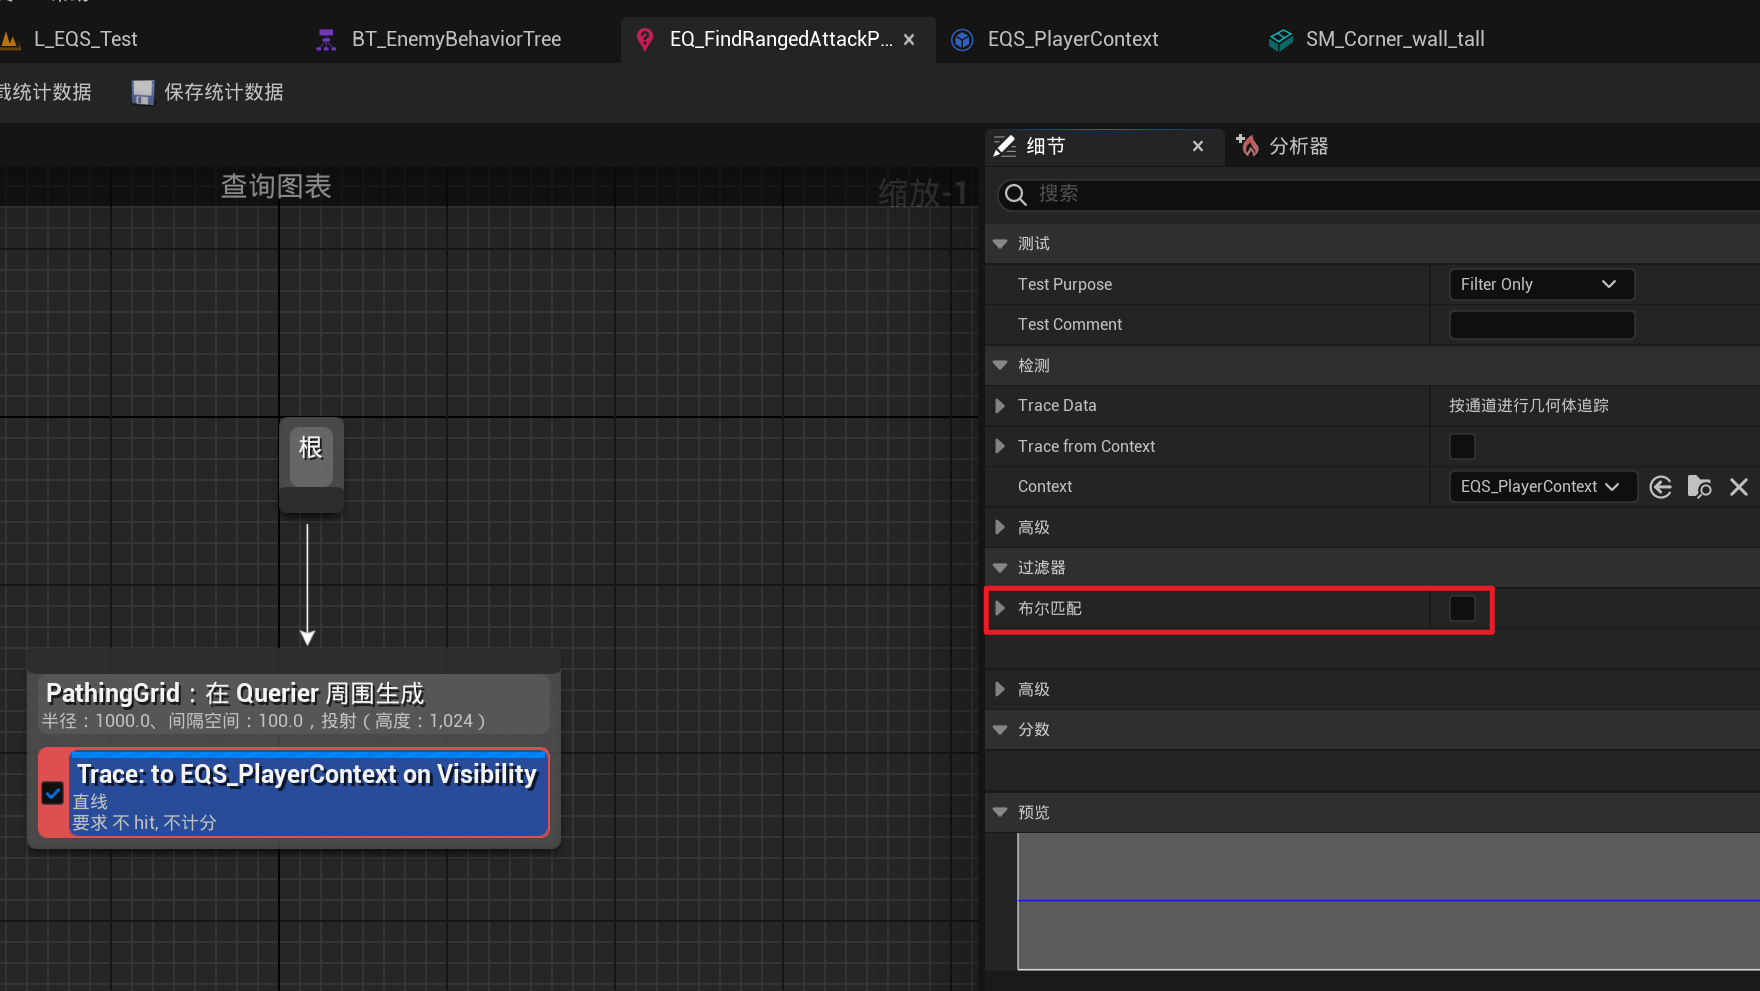 L_EQS_Test
BT_EnemyBehaviorTree
EQ_FindRangedAttackP...
EQS_PlayerContext
SM_Corner_wall_tall
载统计数据
保存统计数据
查询图表
缩放-1
根
PathingGrid：在 Querier 周围生成
半径：1000.0、间隔空间：100.0，投射（高度：1,024）
Trace: to EQS_PlayerContext on Visibility
直线
要求 不 hit, 不计分
细节
分析器
搜索
测试
Test Purpose
Filter Only
Test Comment
检测
Trace Data
按通道进行几何体追踪
Trace from Context
Context
EQS_PlayerContext
高级
过滤器
布尔匹配
高级
分数
预览